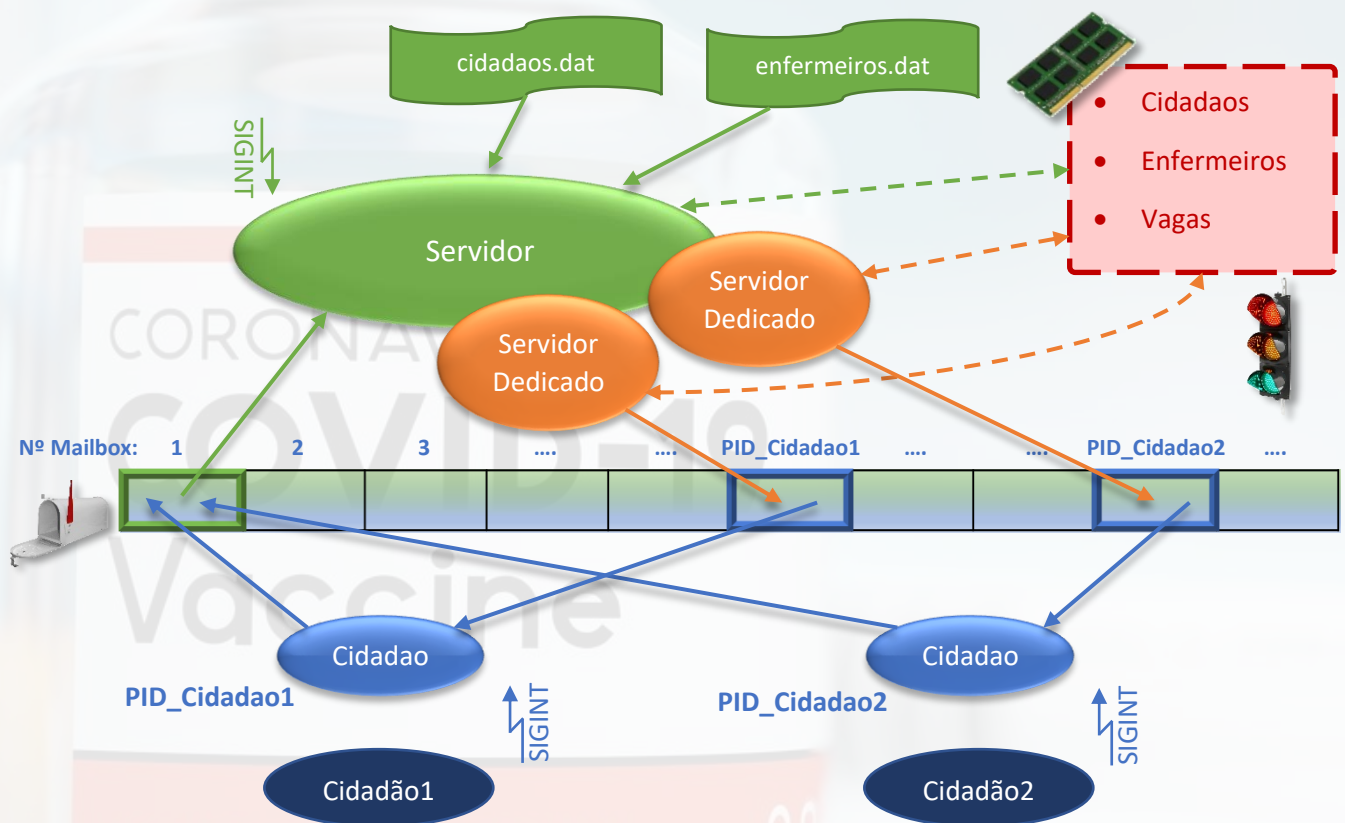 cidadaos.dat
enfermeiros.dat
• Cidadaos
• Enfermeiros
• Vagas
SIGINT
Servidor
Servidor
Dedicado
Servidor
Dedicado
CORONAV
COVID-19
Vaccine
Nº Mailbox: 1 2 3 .... .... PID_Cidadao1 .... .... PID_Cidadao2 ....
Cidadao
Cidadao
PID_Cidadao1
PID_Cidadao2
SIGINT
SIGINT
Cidadão1
Cidadão2